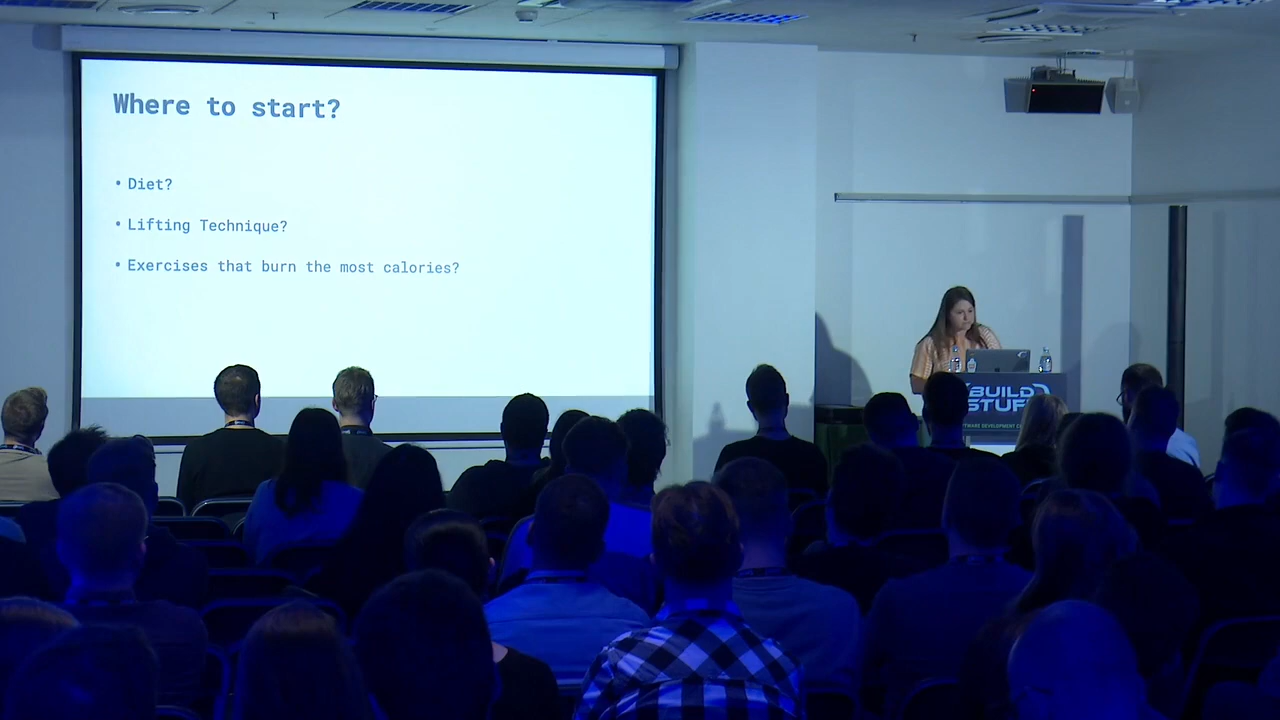 Where to start?
• Diet?
• Lifting Technique?
• Exercises that burn the most calories?
BUILD
STUFF